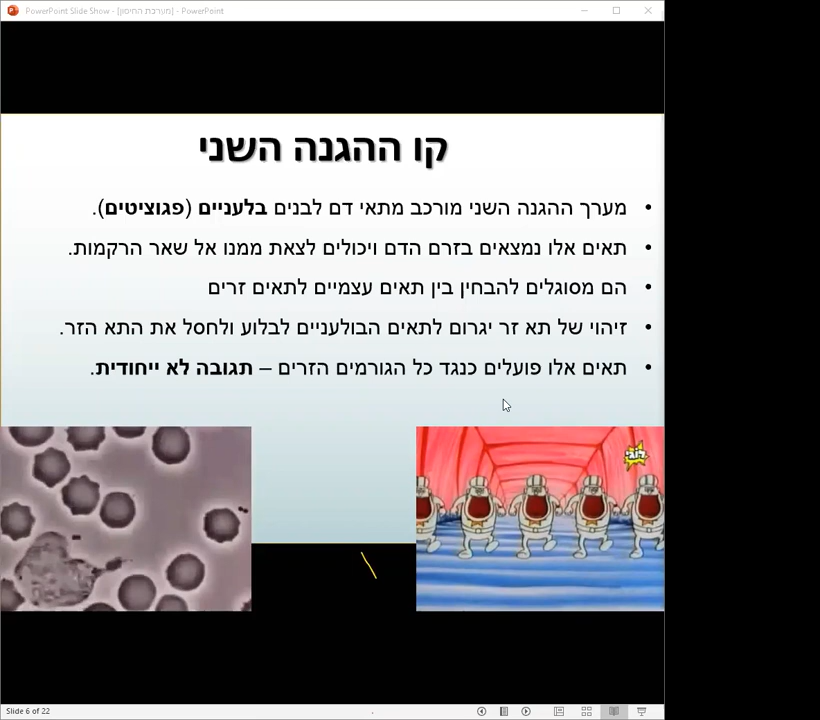 PowerPoint Slide Show - [מערכת החיסון] - PowerPoint
קו ההגנה השני
• מערך ההגנה השני מורכב מתאי דם לבנים בלעניים (פגוציטים).
• תאים אלו נמצאים בזרם הדם ויכולים לצאת ממנו אל שאר הרקמות.
• הם מסוגלים להבחין בין תאים עצמיים לתאים זרים
• זיהוי של תא זר יגרום לתאים הבולעניים לבלוע ולחסל את התא הזר.
• תאים אלו פועלים כנגד כל הגורמים הזרים – תגובה לא ייחודית.
לוגי
Slide 6 of 22